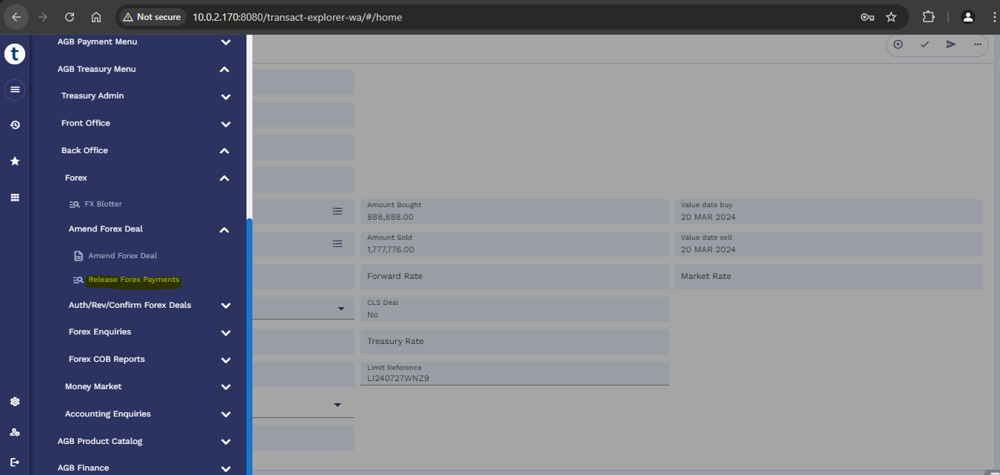 Not secure 10.0.2.170:8080/transact-explorer-wa/#/home
t
AGB Payment Menu
AGB Treasury Menu
Treasury Admin
Front Office
Back Office
Forex
FX Blotter
Amend Forex Deal
Amend Forex Deal
Release Forex Payments
Auth/Rev/Confirm Forex Deals
Forex Enquiries
Forex COB Reports
Money Market
Accounting Enquiries
AGB Product Catalog
AGB Finance
Amount Bought
888,888.00
Value date buy
20 MAR 2024
Amount Sold
1,777,776.00
Value date sell
20 MAR 2024
Forward Rate
Market Rate
CLS Deal
No
Treasury Rate
Limit Reference
LI240727WNZ9